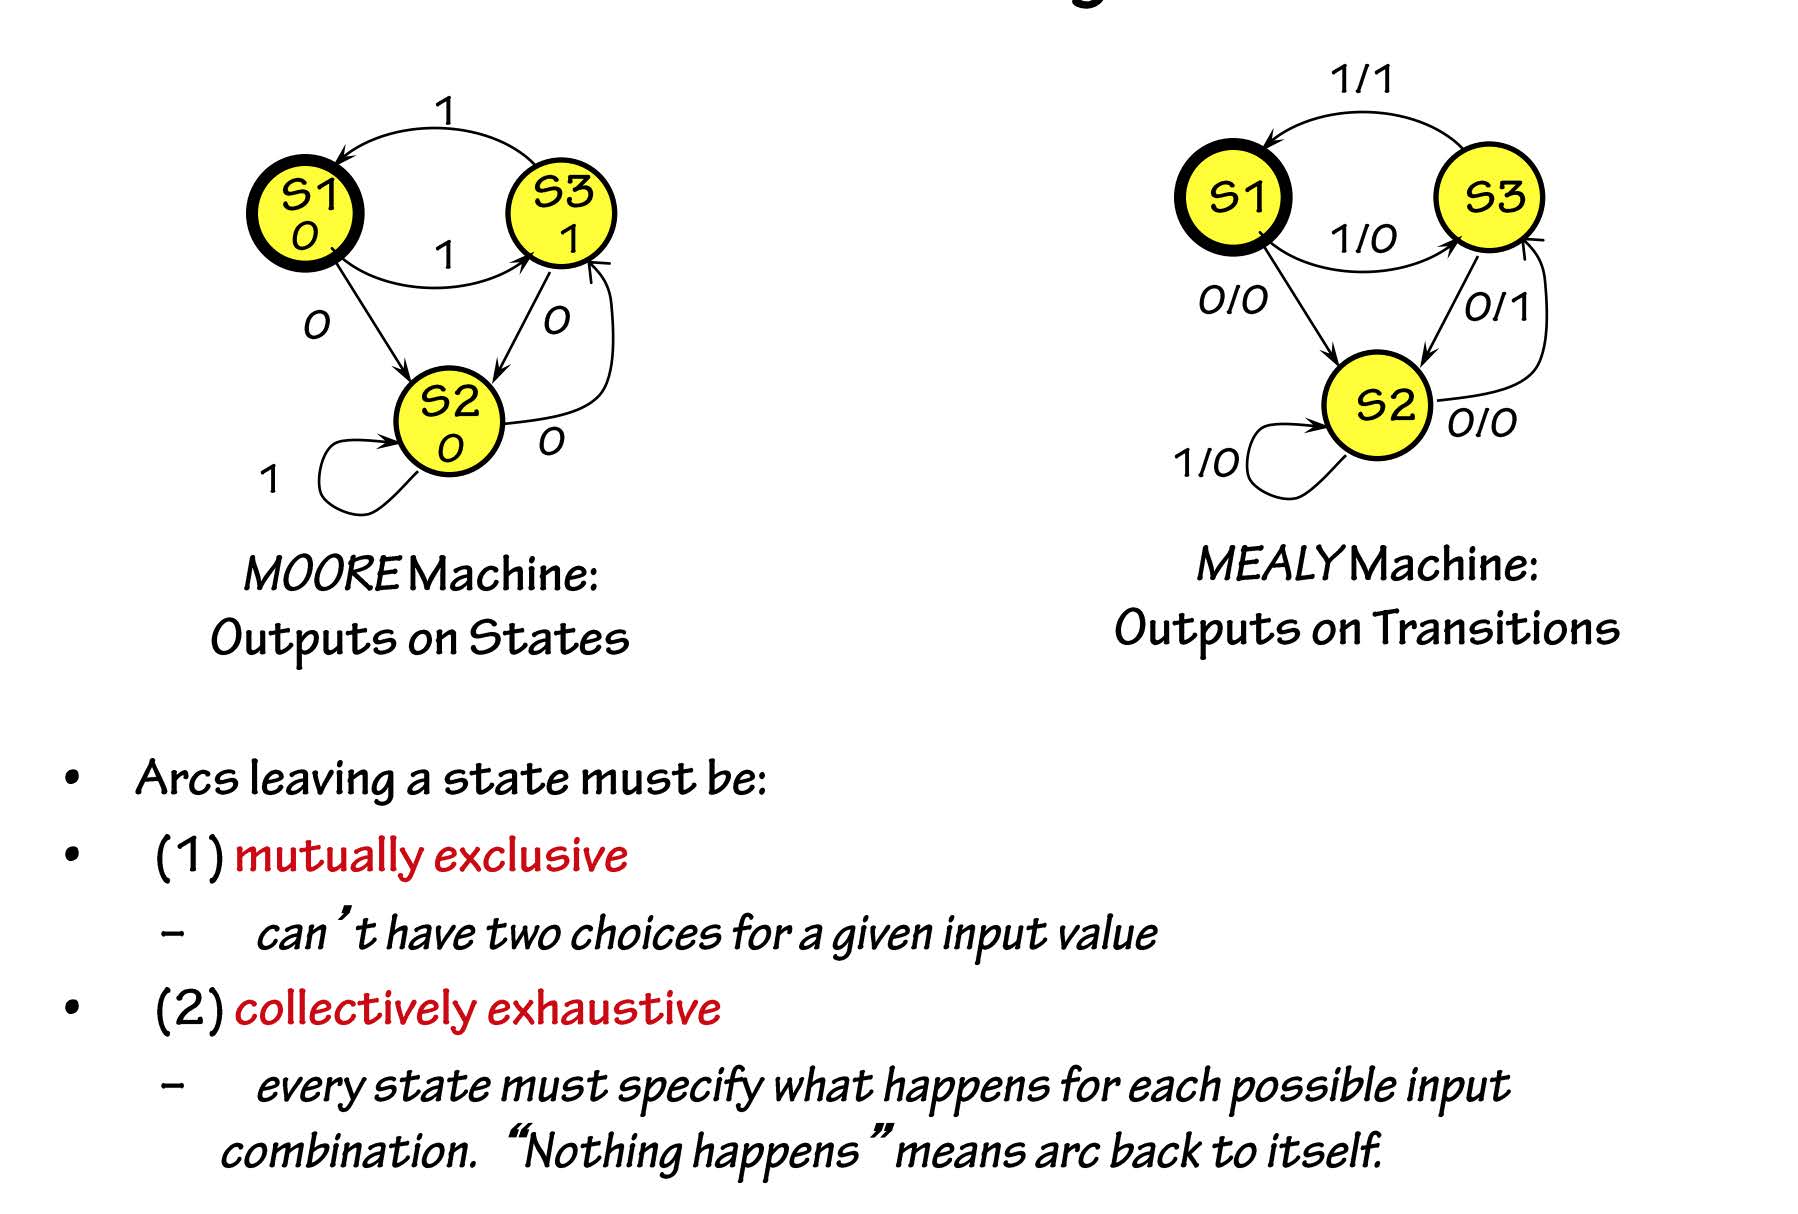 1
1/1
S1
0
S3
1
S1
S3
1
1/0
0
0
0/0
0/1
S2
0
S2
0
0/0
1
1/0
MOORE Machine:
Outputs on States
MEALY Machine:
Outputs on Transitions
• Arcs leaving a state must be:
• (1) mutually exclusive
– can't have two choices for a given input value
• (2) collectively exhaustive
– every state must specify what happens for each possible input
combination. “Nothing happens” means arc back to itself.